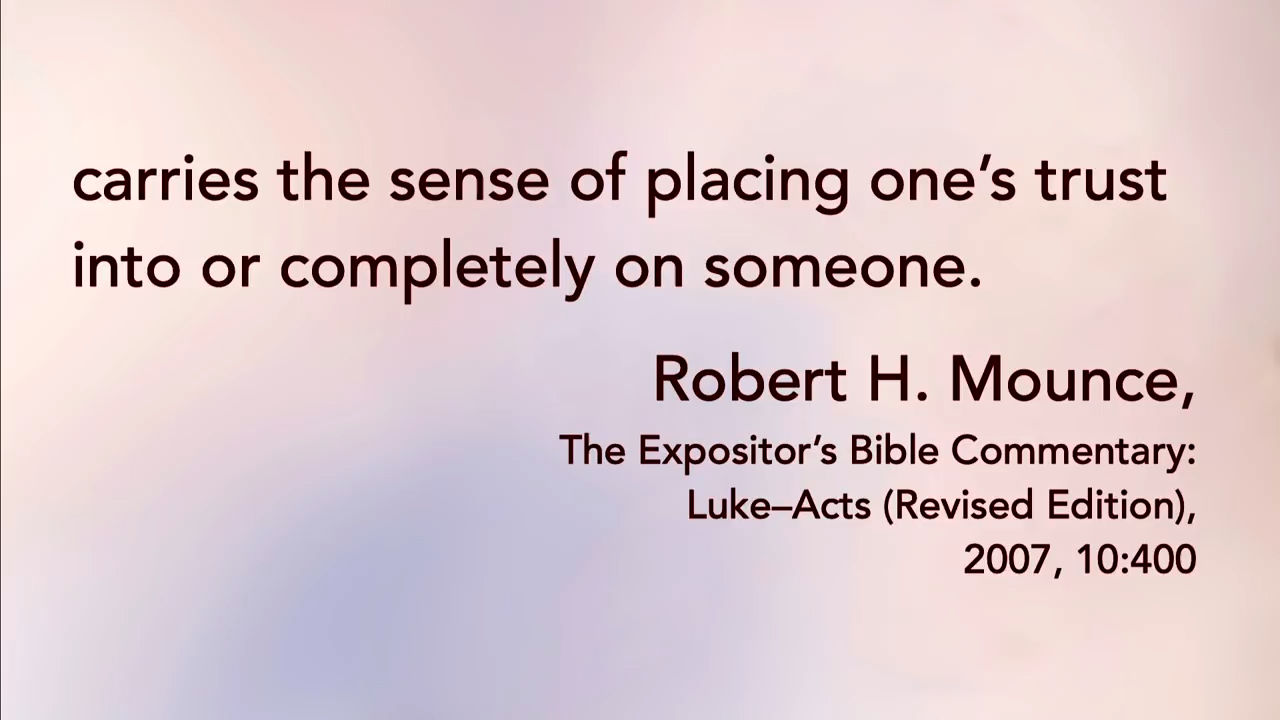 carries the sense of placing one’s trust
into or completely on someone.
Robert H. Mounce,
The Expositor’s Bible Commentary:
Luke–Acts (Revised Edition),
2007, 10:400